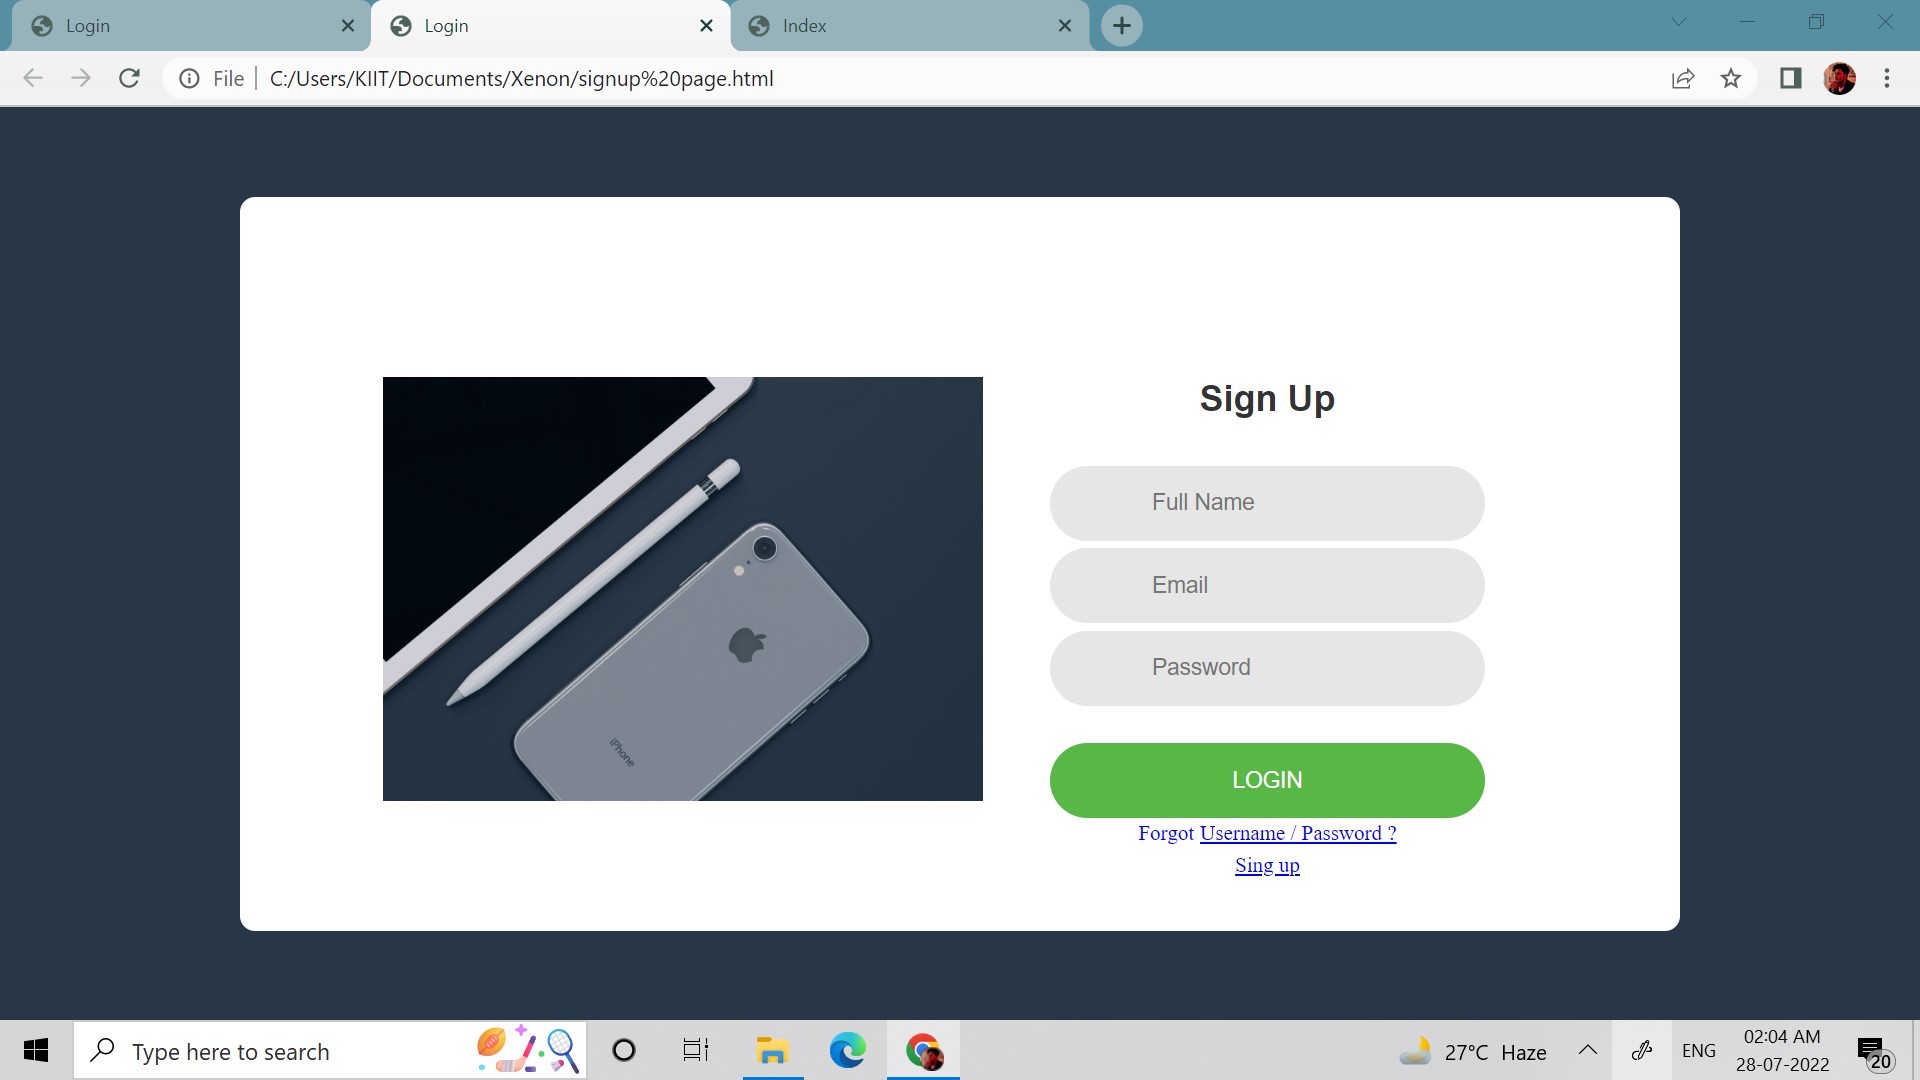 Login
Login
Index
File
C:/Users/KIIT/Documents/Xenon/signup%20page.html
Sign Up
Full Name
Email
Password
iPhone
LOGIN
Forgot Username / Password ?
Sing up
Type here to search
27°C Haze
ENG
02:04 AM
28-07-2022
20